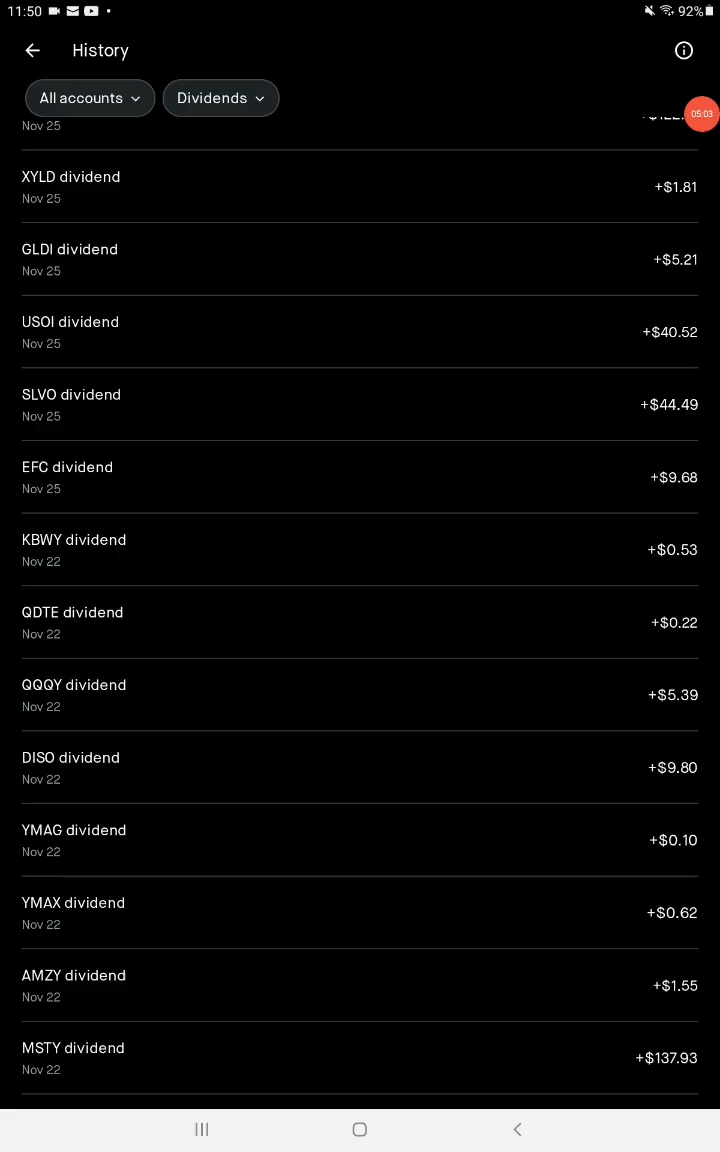 11:50
92%
History
All accounts
Dividends
05:03
Nov 25
XYLD dividend
+$1.81
Nov 25
GLDI dividend
+$5.21
Nov 25
USOI dividend
+$40.52
Nov 25
SLVO dividend
+$44.49
Nov 25
EFC dividend
+$9.68
Nov 25
KBWY dividend
+$0.53
Nov 22
QDTE dividend
+$0.22
Nov 22
QQQY dividend
+$5.39
Nov 22
DISO dividend
+$9.80
Nov 22
YMAG dividend
+$0.10
Nov 22
YMAX dividend
+$0.62
Nov 22
AMZY dividend
+$1.55
Nov 22
MSTY dividend
+$137.93
Nov 22